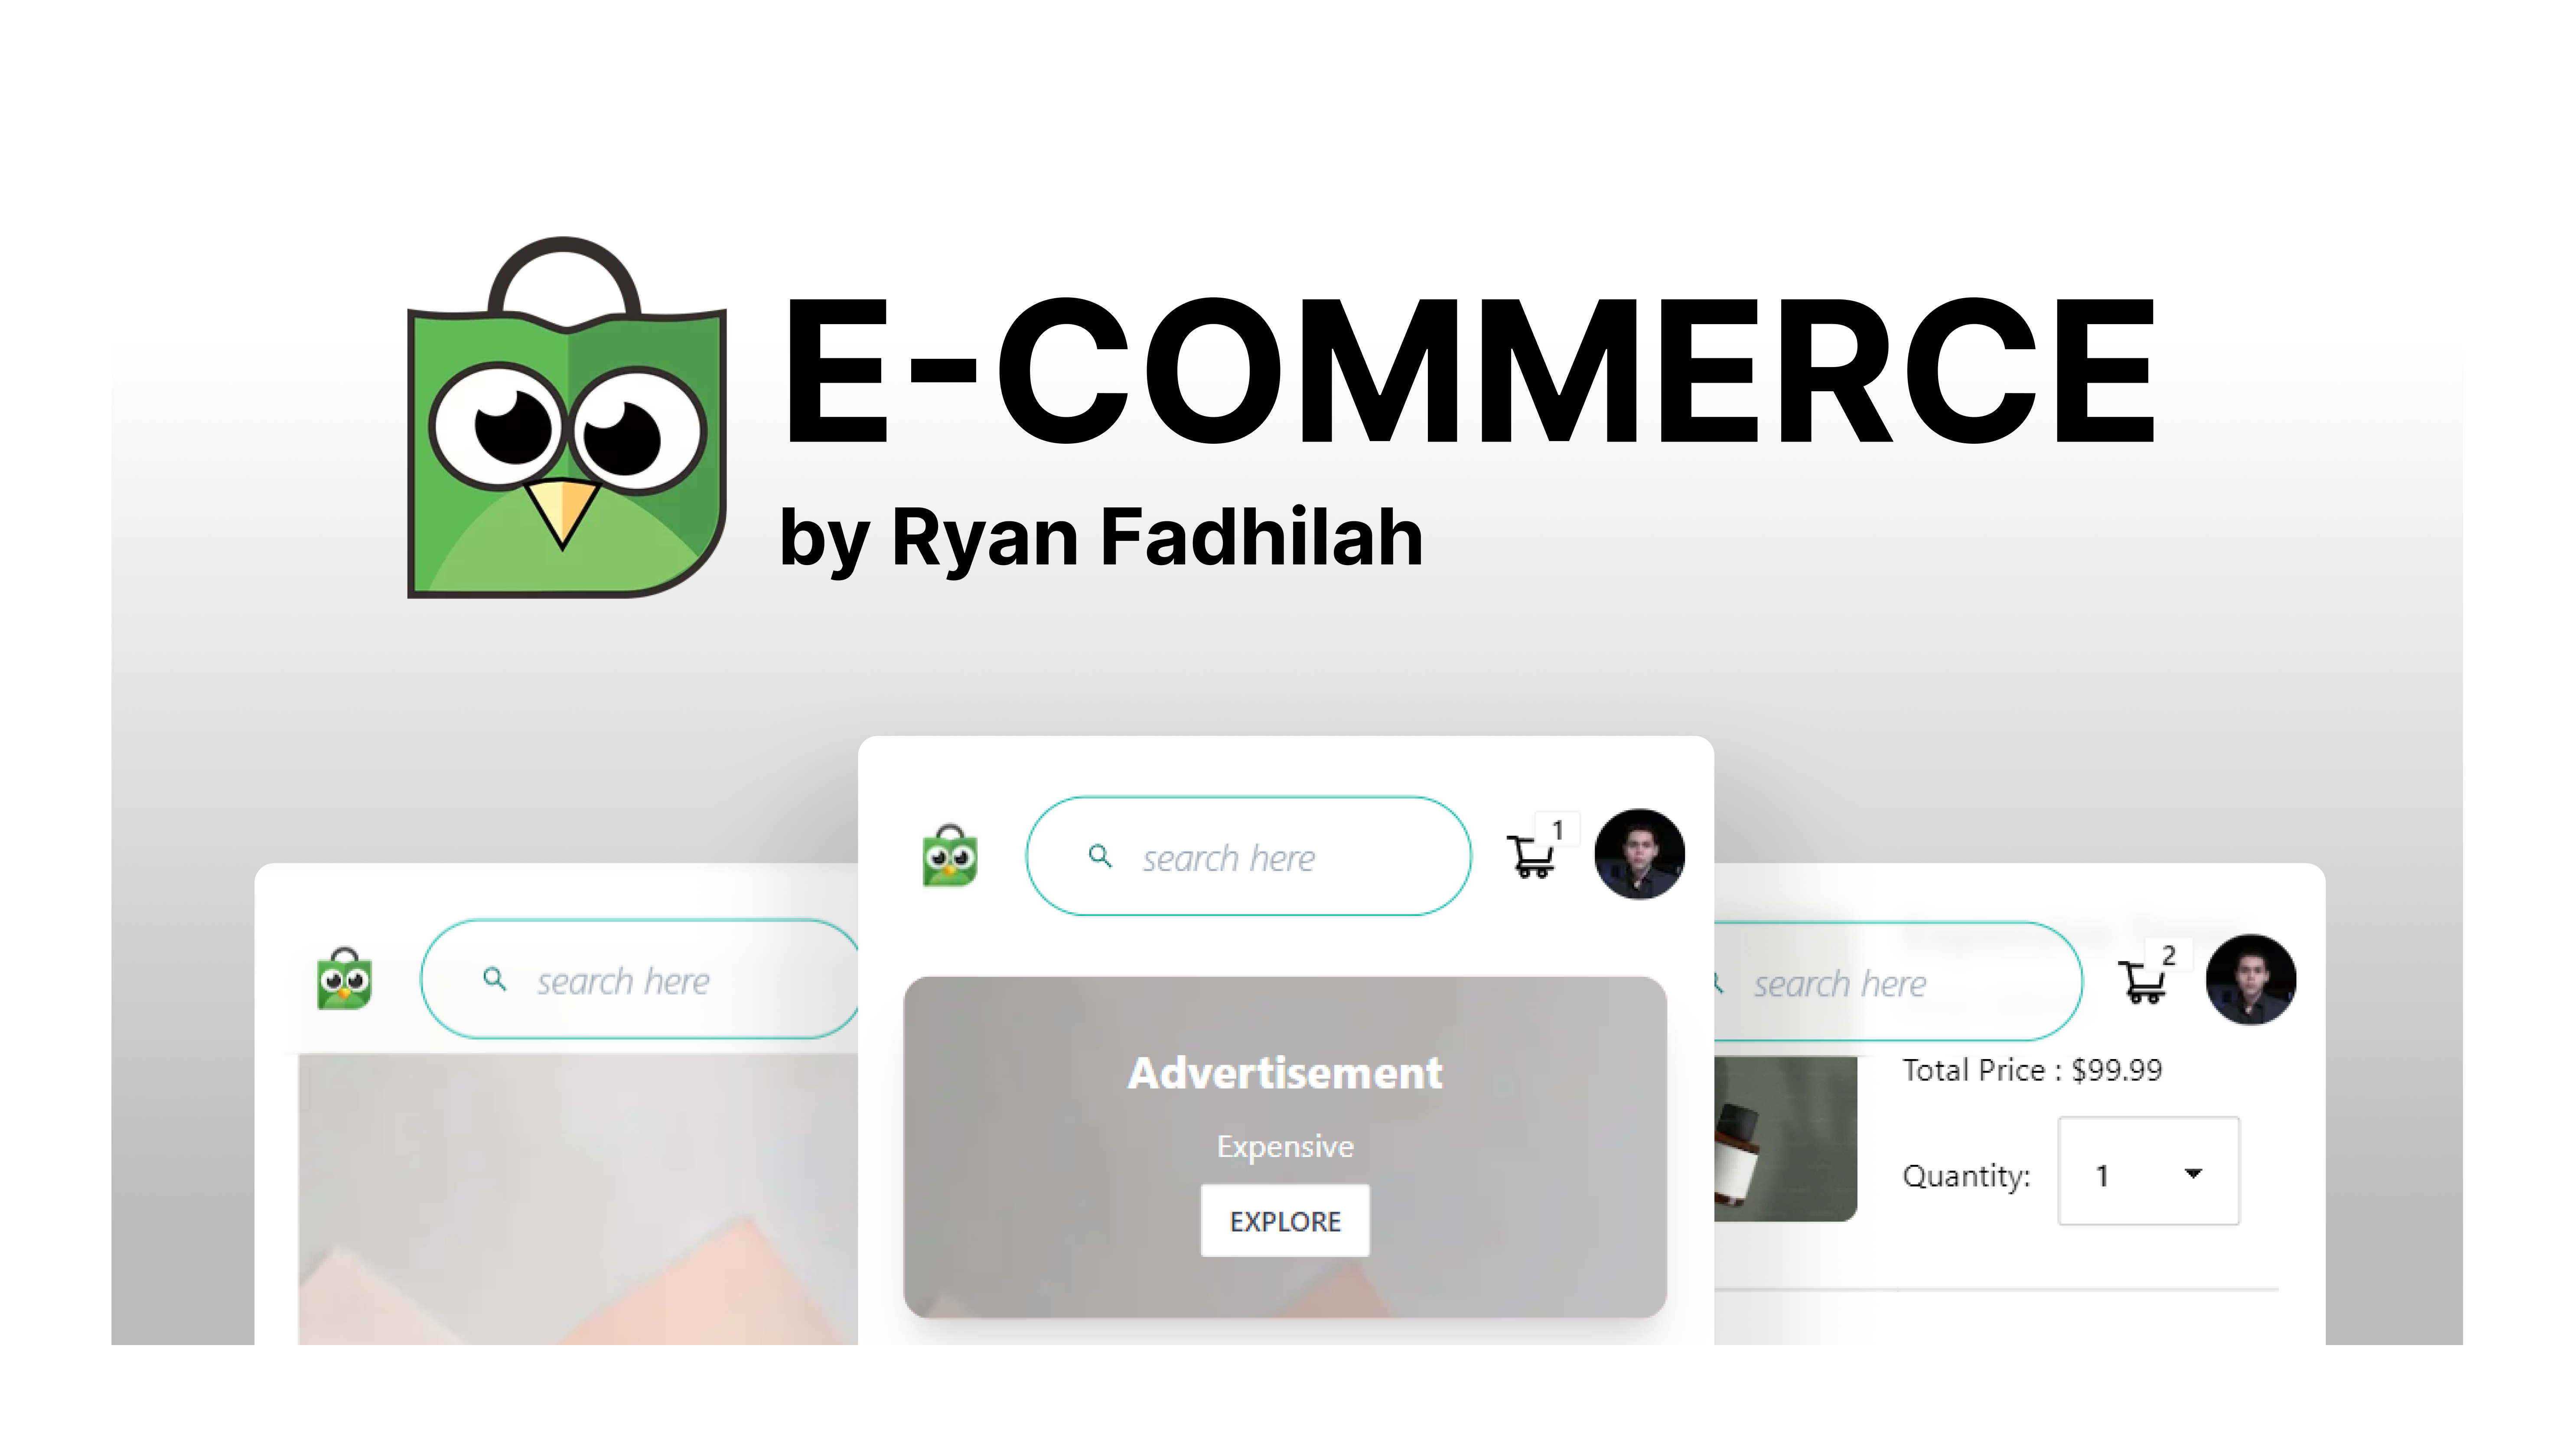 E-COMMERCE
by Ryan Fadhilah
search here
1
Advertisement
Expensive
EXPLORE
search here
search here
2
Total Price : $99.99
Quantity:
1